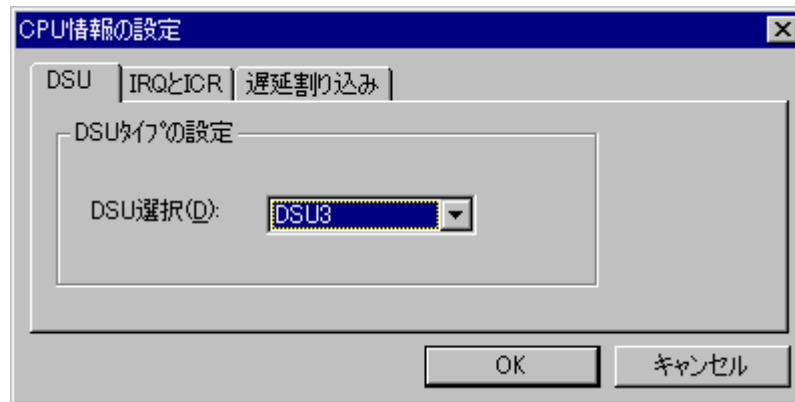 CPU情報の設定
DSU IRQとICR 遅延割り込み
DSUﾀｲﾌﾟの設定
DSU選択(D): DSU3
OK キャンセル